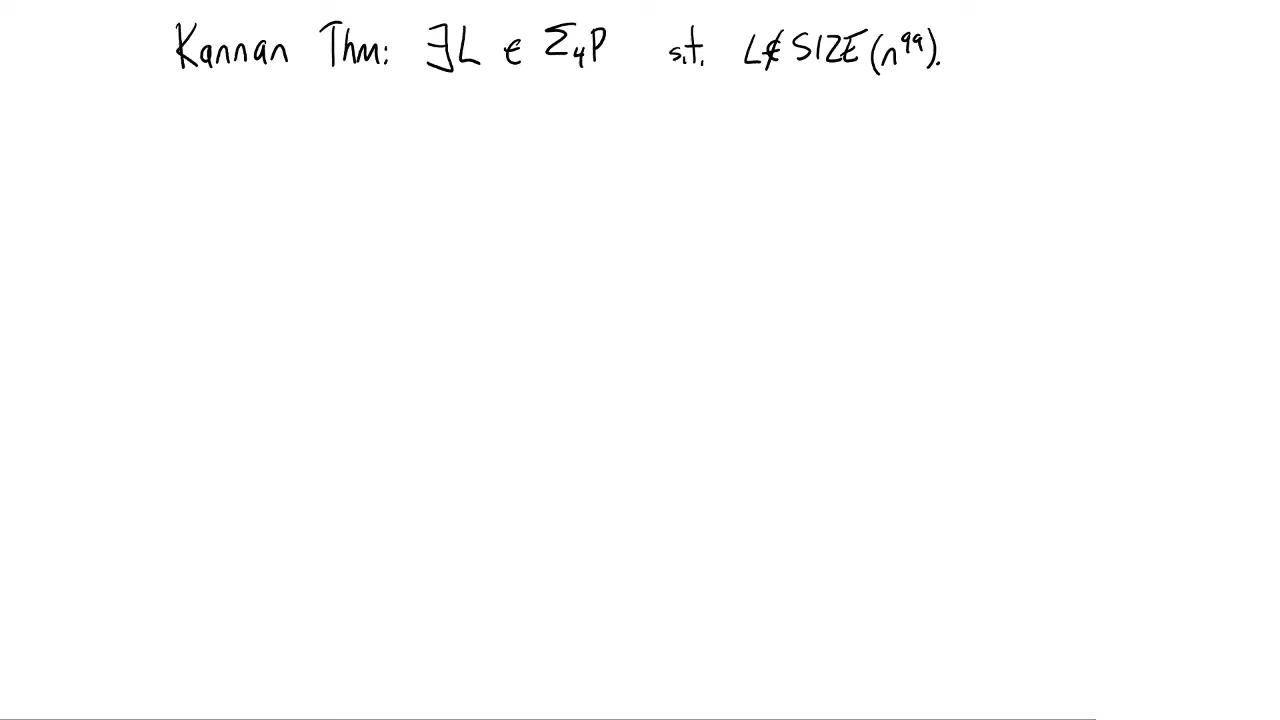 Kannan Thm: ∃L ∈ Σ₄P s.t. L∉SIZE(n⁹⁹).